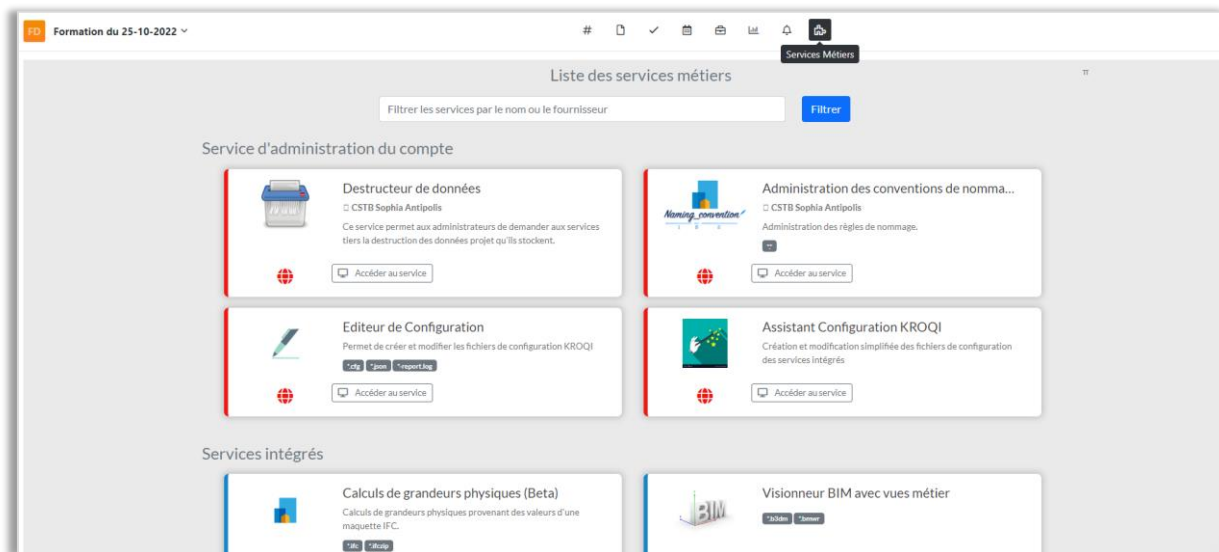 FD Formation du 25-10-2022
Services Métiers
Liste des services métiers
Filtrer les services par le nom ou le fournisseur
Filtrer
Service d'administration du compte
Destructeur de données
CSTB Sophia Antipolis
Ce service permet aux administrateurs de demander aux services
tiers la destruction des données projet qu'ils stockent.
Accéder au service
Naming_convention
Administration des conventions de nomma...
CSTB Sophia Antipolis
Administration des règles de nommage.
Accéder au service
Editeur de Configuration
Permet de créer et modifier les fichiers de configuration KROQI
*.cfg *.json *-report.log
Accéder au service
Assistant Configuration KROQI
Création et modification simplifiée des fichiers de configuration
des services intégrés
Accéder au service
Services intégrés
Calculs de grandeurs physiques (Beta)
Calculs de grandeurs physiques provenant des valeurs d'une
maquette IFC.
*.ifc *.ifczip
BIM
Visionneur BIM avec vues métier
*.b3dm *.bmwr